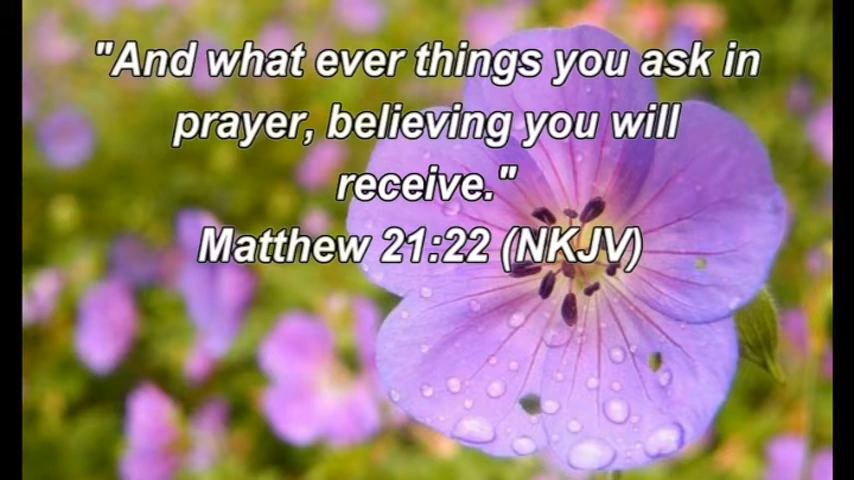 "And what ever things you ask in
prayer, believing you will
receive."
Matthew 21:22 (NKJV)